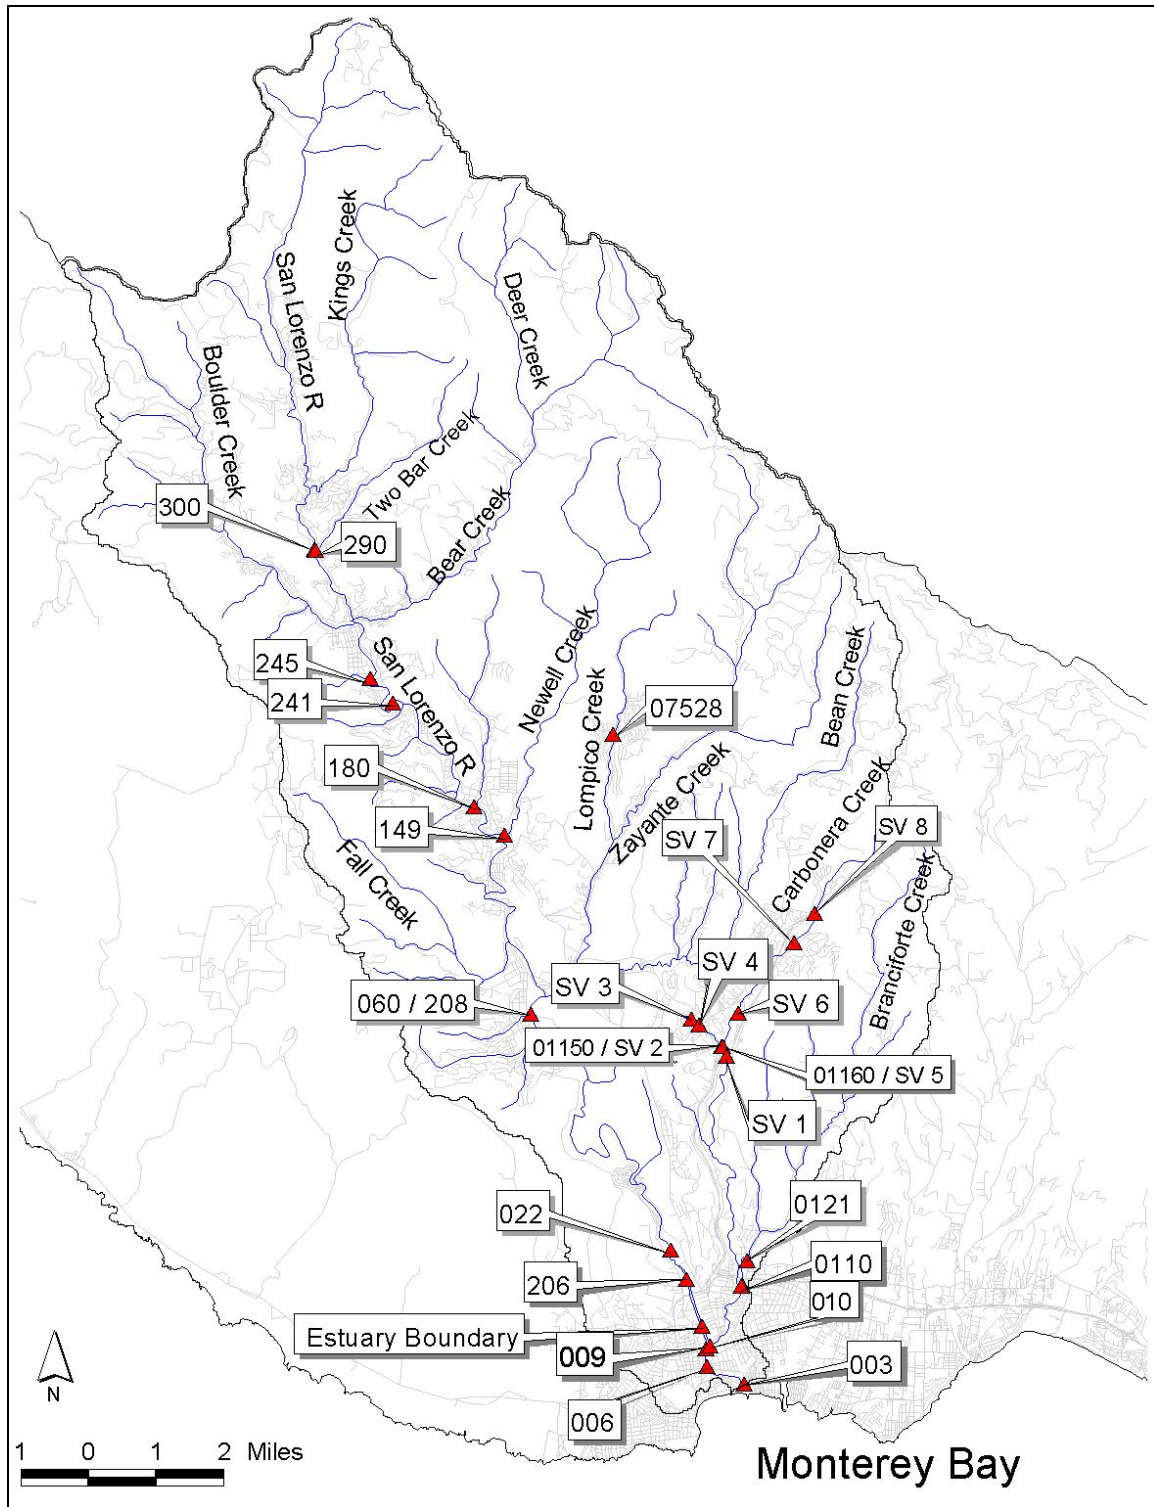 Kings Creek
San Lorenzo R
Deer Creek
Boulder Creek
Two Bar Creek
300
290
Bear Creek
245
San Lorenzo R
241
Newell Creek
Lompico Creek
07528
Bean Creek
180
Zayante Creek
149
Carbonera Creek
SV 7
SV 8
Fall Creek
Branciforte Creek
SV 4
SV 3
060 / 208
SV 6
01150 / SV 2
01160 / SV 5
SV 1
022
0121
206
0110
010
Estuary Boundary
009
003
006
N
1 0 1 2 Miles
Monterey Bay